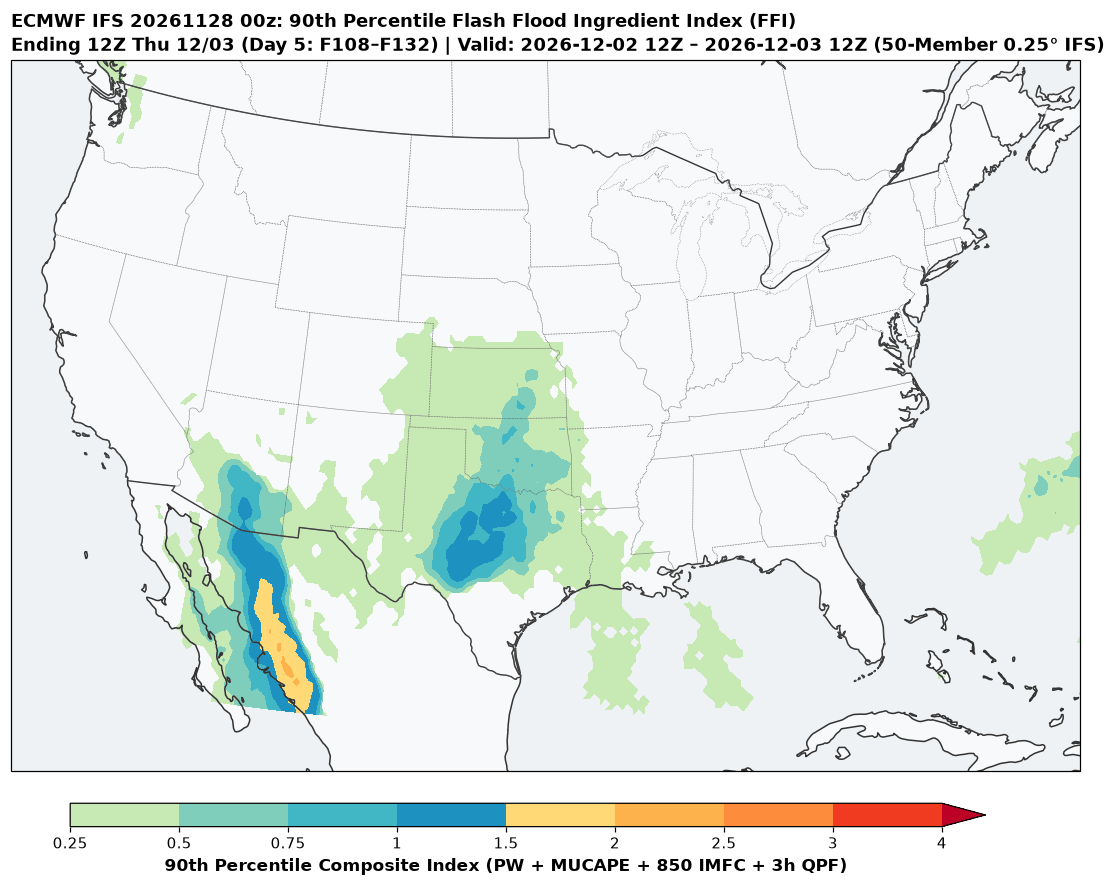 ECMWF IFS 20261128 00z: 90th Percentile Flash Flood Ingredient Index (FFI)
Ending 12Z Thu 12/03 (Day 5: F108–F132) | Valid: 2026-12-02 12Z – 2026-12-03 12Z (50-Member 0.25° IFS)
0.25 0.5 0.75 1 1.5 2 2.5 3 4
90th Percentile Composite Index (PW + MUCAPE + 850 IMFC + 3h QPF)